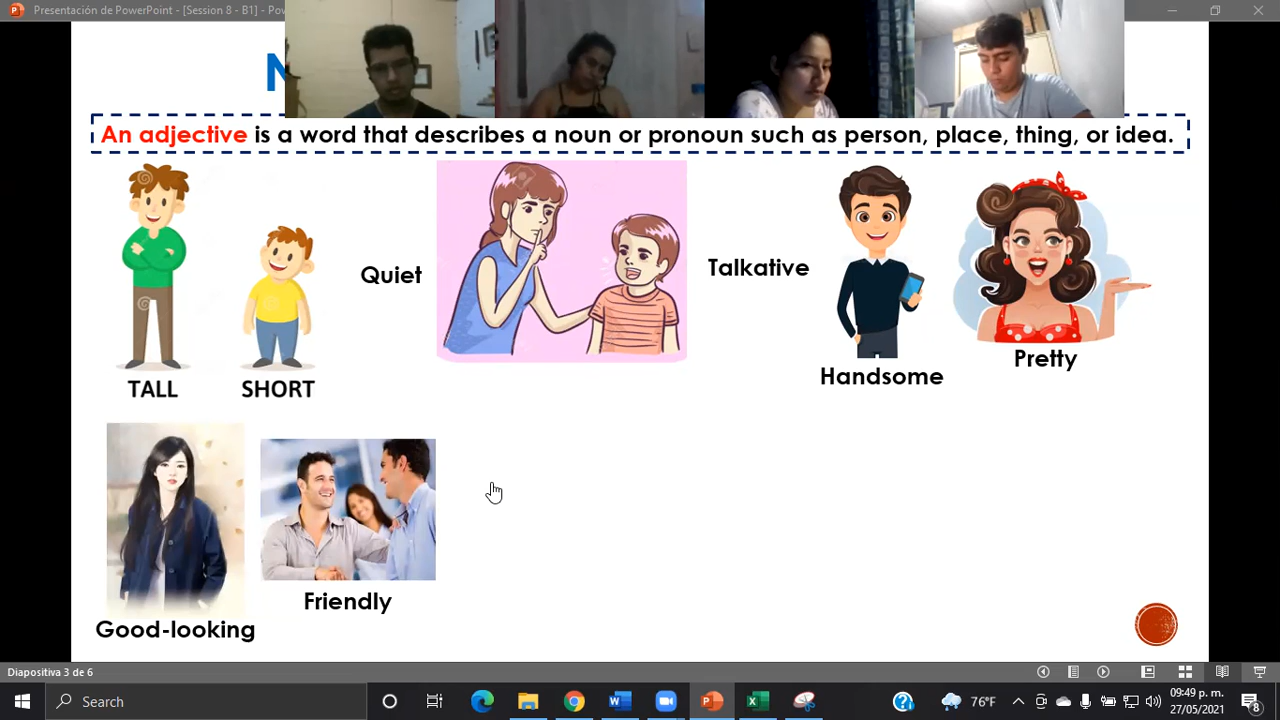 Presentación de PowerPoint - [Session 8 - B1] - Pow
N
An adjective is a word that describes a noun or pronoun such as person, place, thing, or idea.
Quiet
Talkative
Pretty
Handsome
TALL
SHORT
Friendly
Good-looking
Diapositiva 3 de 6
Search
76°F
09:49 p. m.
27/05/2021
8